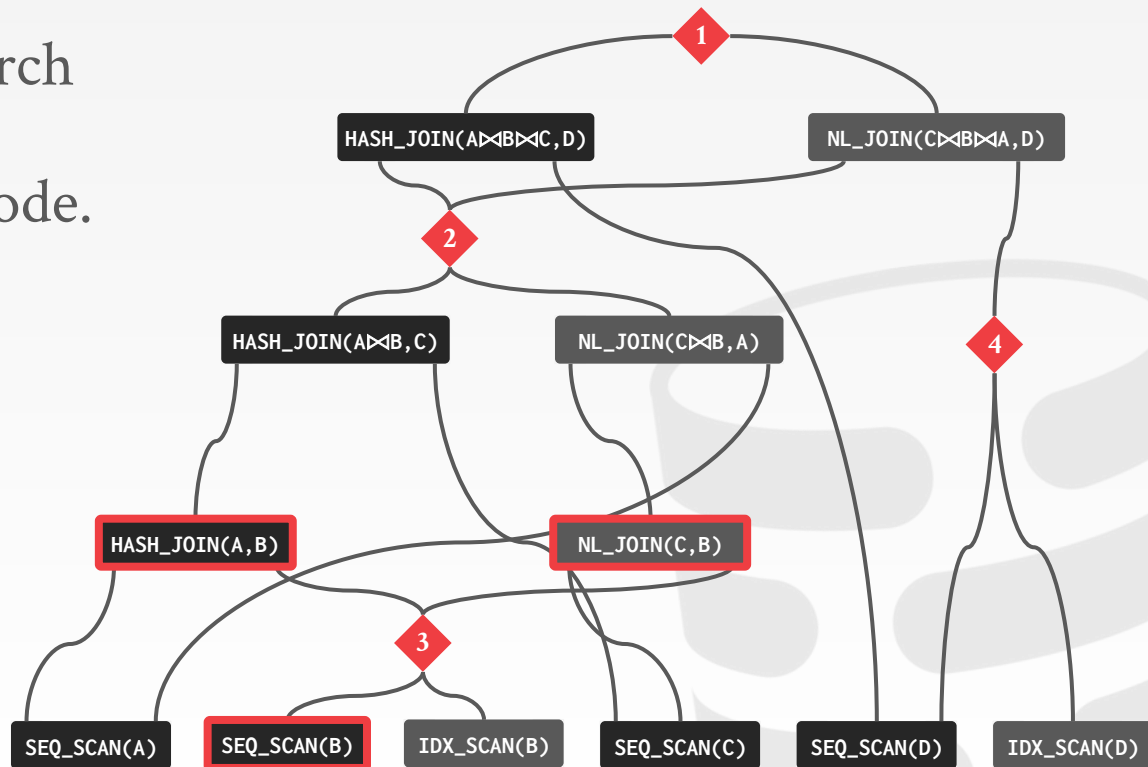 rch
ode.
1
HASH_JOIN(A⋈B⋈C,D)
NL_JOIN(C⋈B⋈A,D)
2
HASH_JOIN(A⋈B,C)
NL_JOIN(C⋈B,A)
4
HASH_JOIN(A,B)
NL_JOIN(C,B)
3
SEQ_SCAN(A)
SEQ_SCAN(B)
IDX_SCAN(B)
SEQ_SCAN(C)
SEQ_SCAN(D)
IDX_SCAN(D)